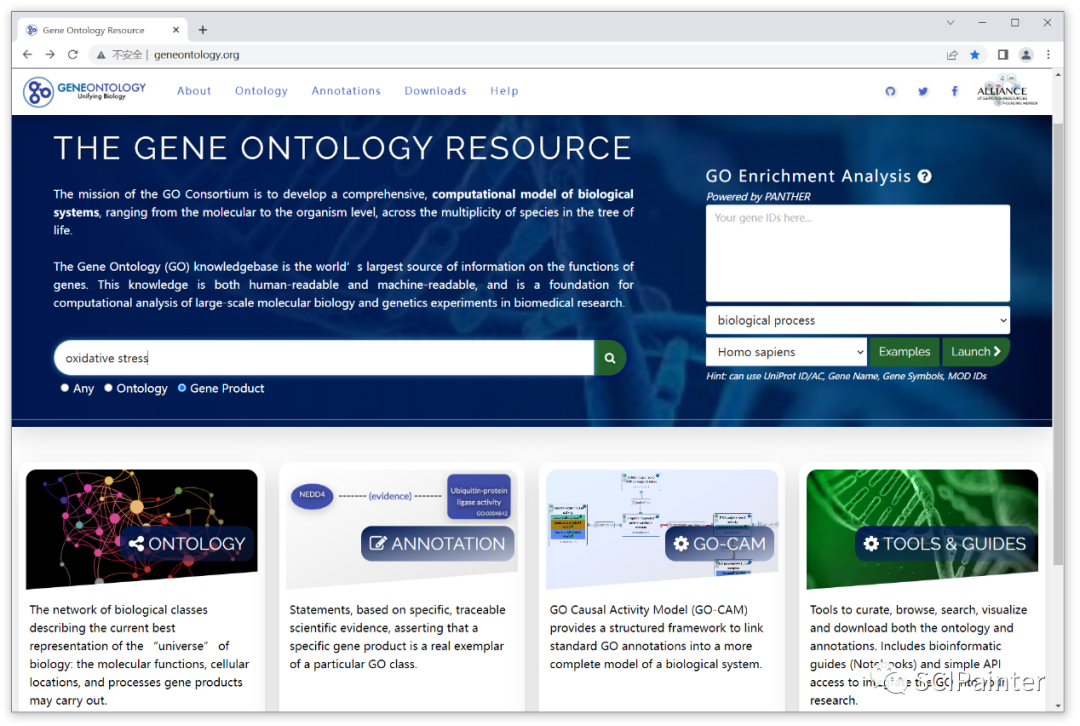 Gene Ontology Resource
不安全 | geneontology.org
GENEONTOLOGY
Unifying Biology
About Ontology Annotations Downloads Help
ALLIANCE
THE GENE ONTOLOGY RESOURCE
The mission of the GO Consortium is to develop a comprehensive, computational model of biological
systems, ranging from the molecular to the organism level, across the multiplicity of species in the tree of
life.
The Gene Ontology (GO) knowledgebase is the world’s largest source of information on the functions of
genes. This knowledge is both human-readable and machine-readable, and is a foundation for
computational analysis of large-scale molecular biology and genetics experiments in biomedical research.
oxidative stress
Any Ontology Gene Product
GO Enrichment Analysis
Powered by PANTHER
Your gene IDs here...
biological process
Homo sapiens Examples Launch
Hint: can use UniProt ID/AC, Gene Name, Gene Symbols, MOD IDs
ONTOLOGY
The network of biological classes
describing the current best
representation of the “universe” of
biology: the molecular functions, cellular
locations, and processes gene products
may carry out.
NEDD4
(evidence)
Ubiquitin-protein
ligase activity
GO:0004842
ANNOTATION
Statements, based on specific, traceable
scientific evidence, asserting that a
specific gene product is a real exemplar
of a particular GO class.
GO-CAM
GO Causal Activity Model (GO-CAM)
provides a structured framework to link
standard GO annotations into a more
complete model of a biological system.
TOOLS & GUIDES
Tools to curate, browse, search, visualize
and download both the ontology and
annotations. Includes bioinformatic
guides (Notebooks) and simple API
access to integrate the GO into your
research.
SCIPainter